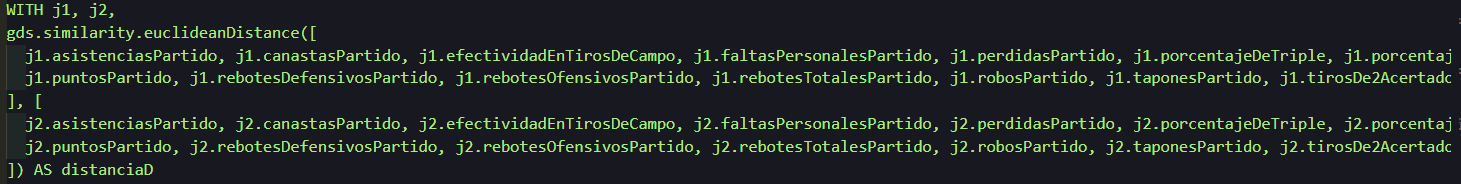 WITH j1, j2,
gds.similarity.euclideanDistance([
j1.asistenciasPartido, j1.canastasPartido, j1.efectividadEnTirosDeCampo, j1.faltasPersonalesPartido, j1.perdidasPartido, j1.porcentajeDeTriple, j1.porcentaj
j1.puntosPartido, j1.rebotesDefensivosPartido, j1.rebotesOfensivosPartido, j1.rebotesTotalesPartido, j1.robosPartido, j1.taponesPartido, j1.tirosDe2Acertado
], [
j2.asistenciasPartido, j2.canastasPartido, j2.efectividadEnTirosDeCampo, j2.faltasPersonalesPartido, j2.perdidasPartido, j2.porcentajeDeTriple, j2.porcentaj
j2.puntosPartido, j2.rebotesDefensivosPartido, j2.rebotesOfensivosPartido, j2.rebotesTotalesPartido, j2.robosPartido, j2.taponesPartido, j2.tirosDe2Acertado
]) AS distanciaD